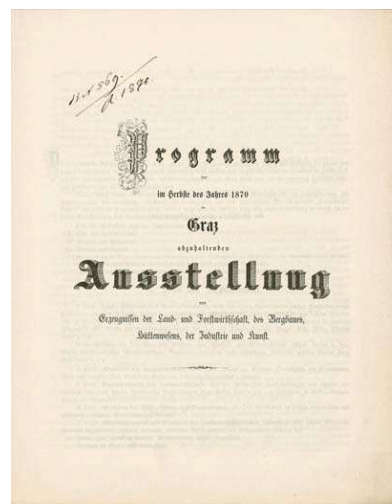 569.
1870.
Programm
der
im Herbste des Jahres 1870
in
Graz
abzuhaltenden
Ausstellung
von
Erzeugnissen der Land- und Forstwirthschaft, des Bergbaues,
Hüttenwesens, der Industrie und Kunst.